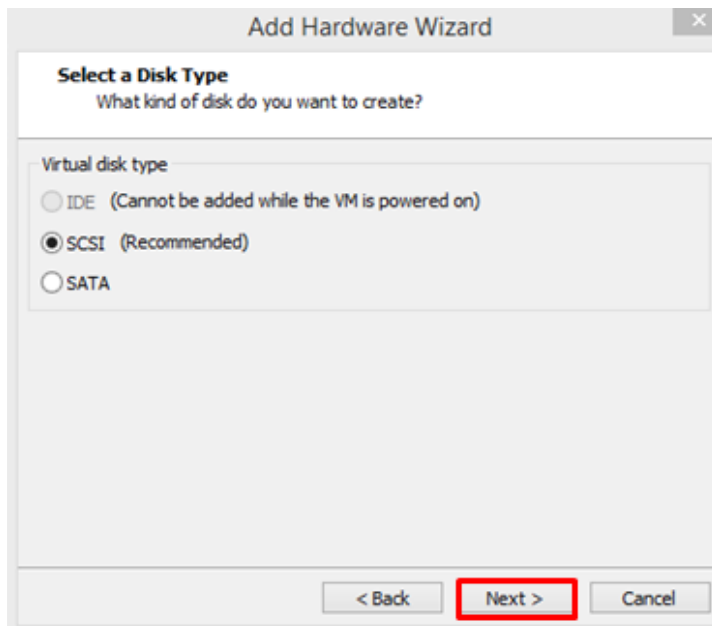 Add Hardware Wizard
Select a Disk Type
What kind of disk do you want to create?
Virtual disk type
IDE (Cannot be added while the VM is powered on)
SCSI (Recommended)
SATA
< Back Next > Cancel